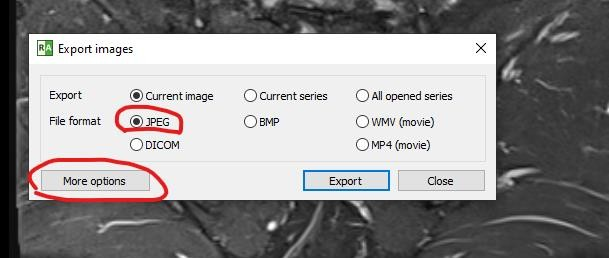 RA Export images
Export Current image Current series All opened series
File format JPEG BMP WMV (movie)
DICOM MP4 (movie)
More options Export Close